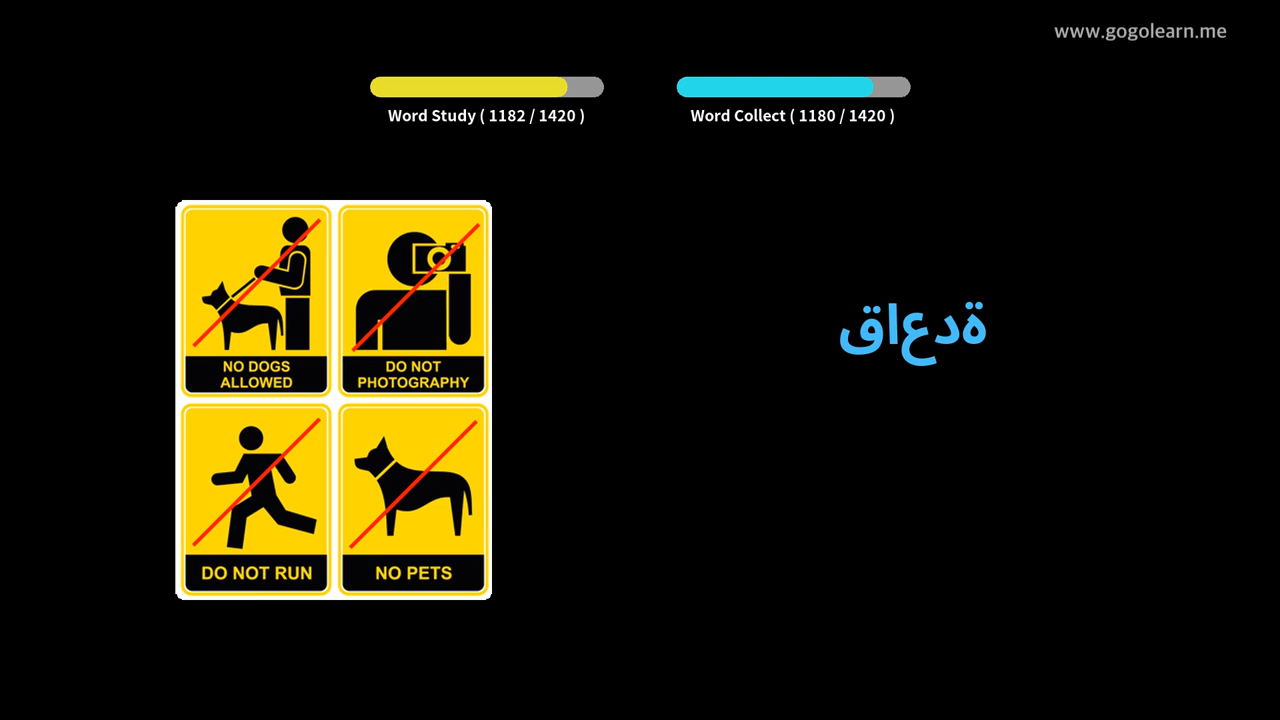 www.gogolearn.me
Word Study ( 1182 / 1420 )
Word Collect ( 1180 / 1420 )
NO DOGS
ALLOWED
DO NOT
PHOTOGRAPHY
DO NOT RUN
NO PETS
قاعدة